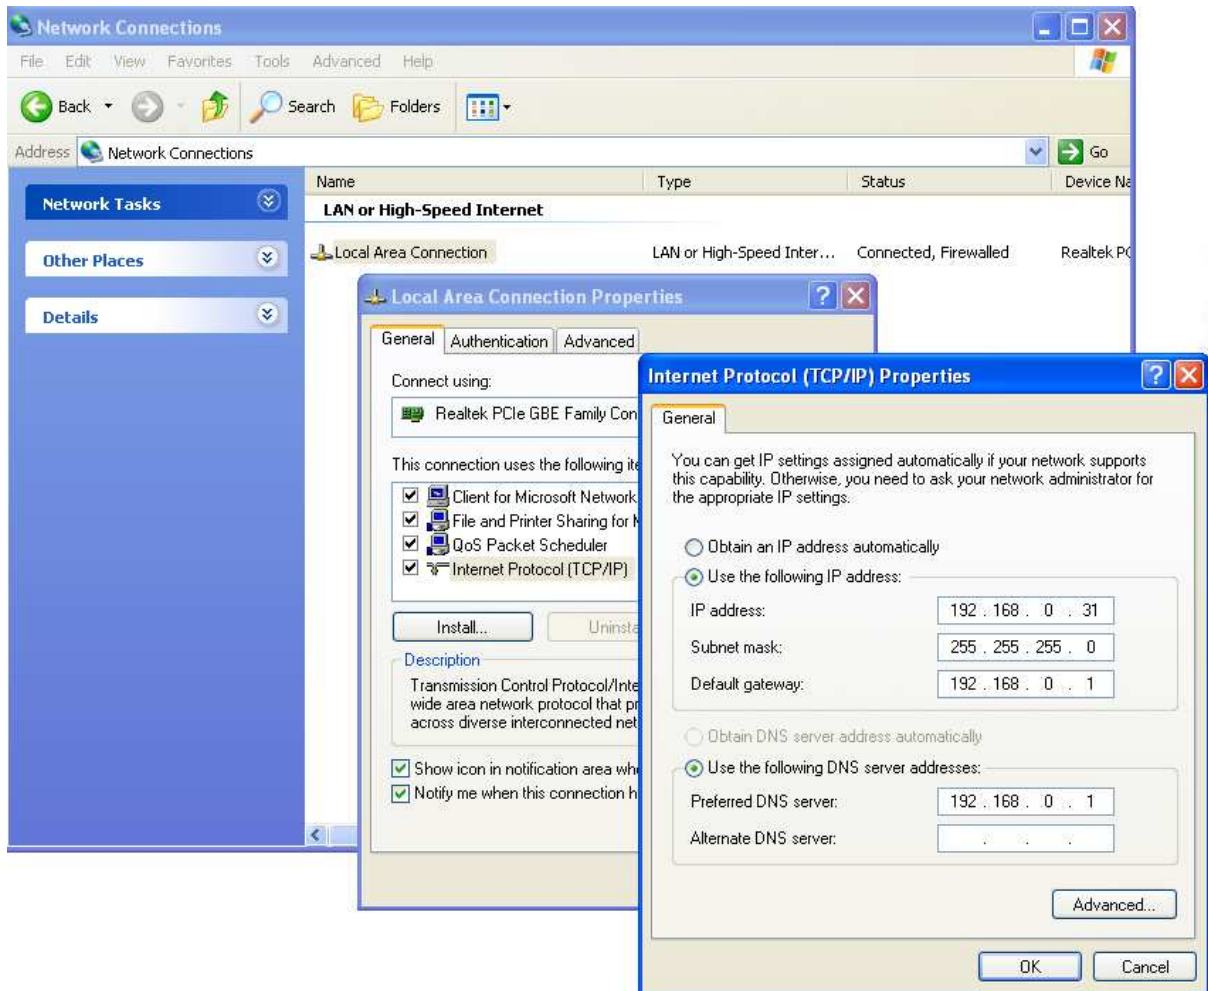 Network Connections
File Edit View Favorites Tools Advanced Help
Back Search Folders
Address Network Connections Go
Name Type Status Device Na
Network Tasks
LAN or High-Speed Internet
Other Places
Local Area Connection LAN or High-Speed Inter... Connected, Firewalled Realtek PC
Details
Local Area Connection Properties
General Authentication Advanced
Connect using:
Realtek PCIe GBE Family Con
This connection uses the following ite
Client for Microsoft Network
File and Printer Sharing for M
QoS Packet Scheduler
Internet Protocol (TCP/IP)
Install... Uninsta
Description
Transmission Control Protocol/Inte
wide area network protocol that pr
across diverse interconnected net
Show icon in notification area whe
Notify me when this connection h
Internet Protocol (TCP/IP) Properties
General
You can get IP settings assigned automatically if your network supports
this capability. Otherwise, you need to ask your network administrator for
the appropriate IP settings.
Obtain an IP address automatically
Use the following IP address:
IP address: 192 . 168 . 0 . 31
Subnet mask: 255 . 255 . 255 . 0
Default gateway: 192 . 168 . 0 . 1
Obtain DNS server address automatically
Use the following DNS server addresses:
Preferred DNS server: 192 . 168 . 0 . 1
Alternate DNS server: . . .
Advanced...
OK Cancel